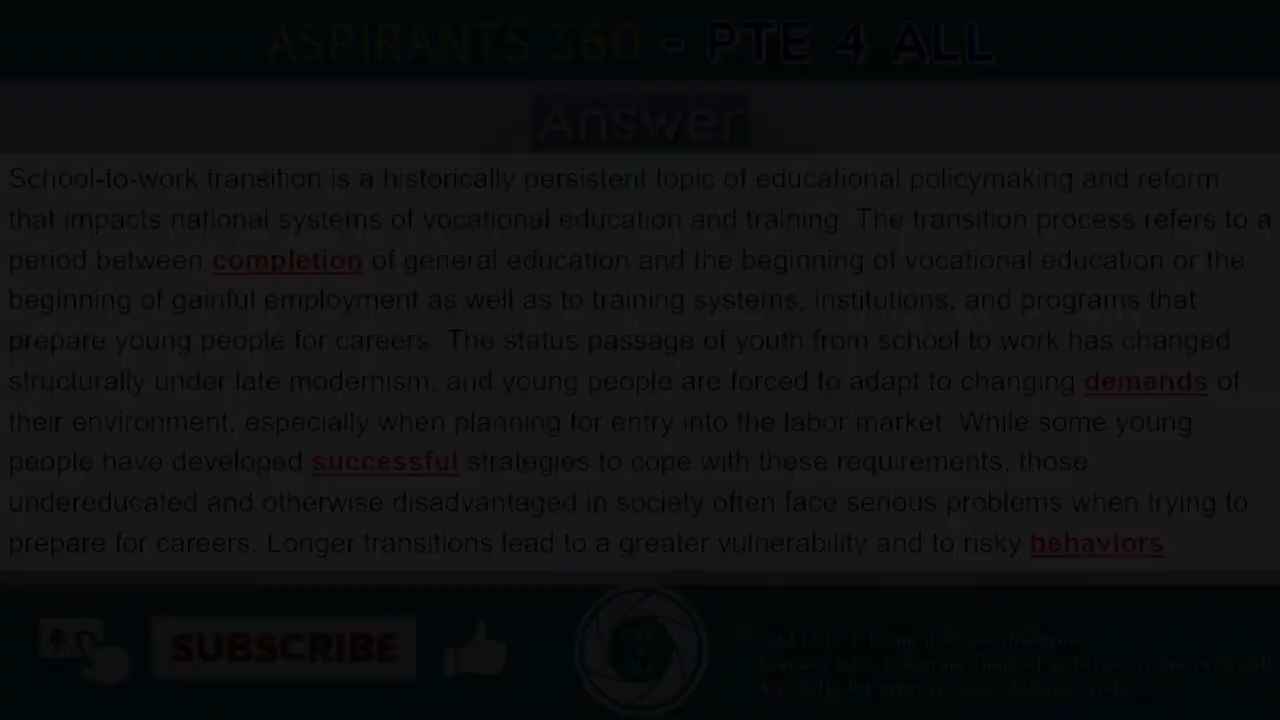 ASPIRANTS 360 - PTE 4 ALL
Answer
School-to-work transition is a historically persistent topic of educational policymaking and reform
that impacts national systems of vocational education and training. The transition process refers to a
period between completion of general education and the beginning of vocational education or the
beginning of gainful employment as well as to training systems, institutions, and programs that
prepare young people for careers. The status passage of youth from school to work has changed
structurally under late modernism, and young people are forced to adapt to changing demands of
their environment, especially when planning for entry into the labor market. While some young
people have developed successful strategies to cope with these requirements, those
undereducated and otherwise disadvantaged in society often face serious problems when trying to
prepare for careers. Longer transitions lead to a greater vulnerability and to risky behaviors.
SUBSCRIBE